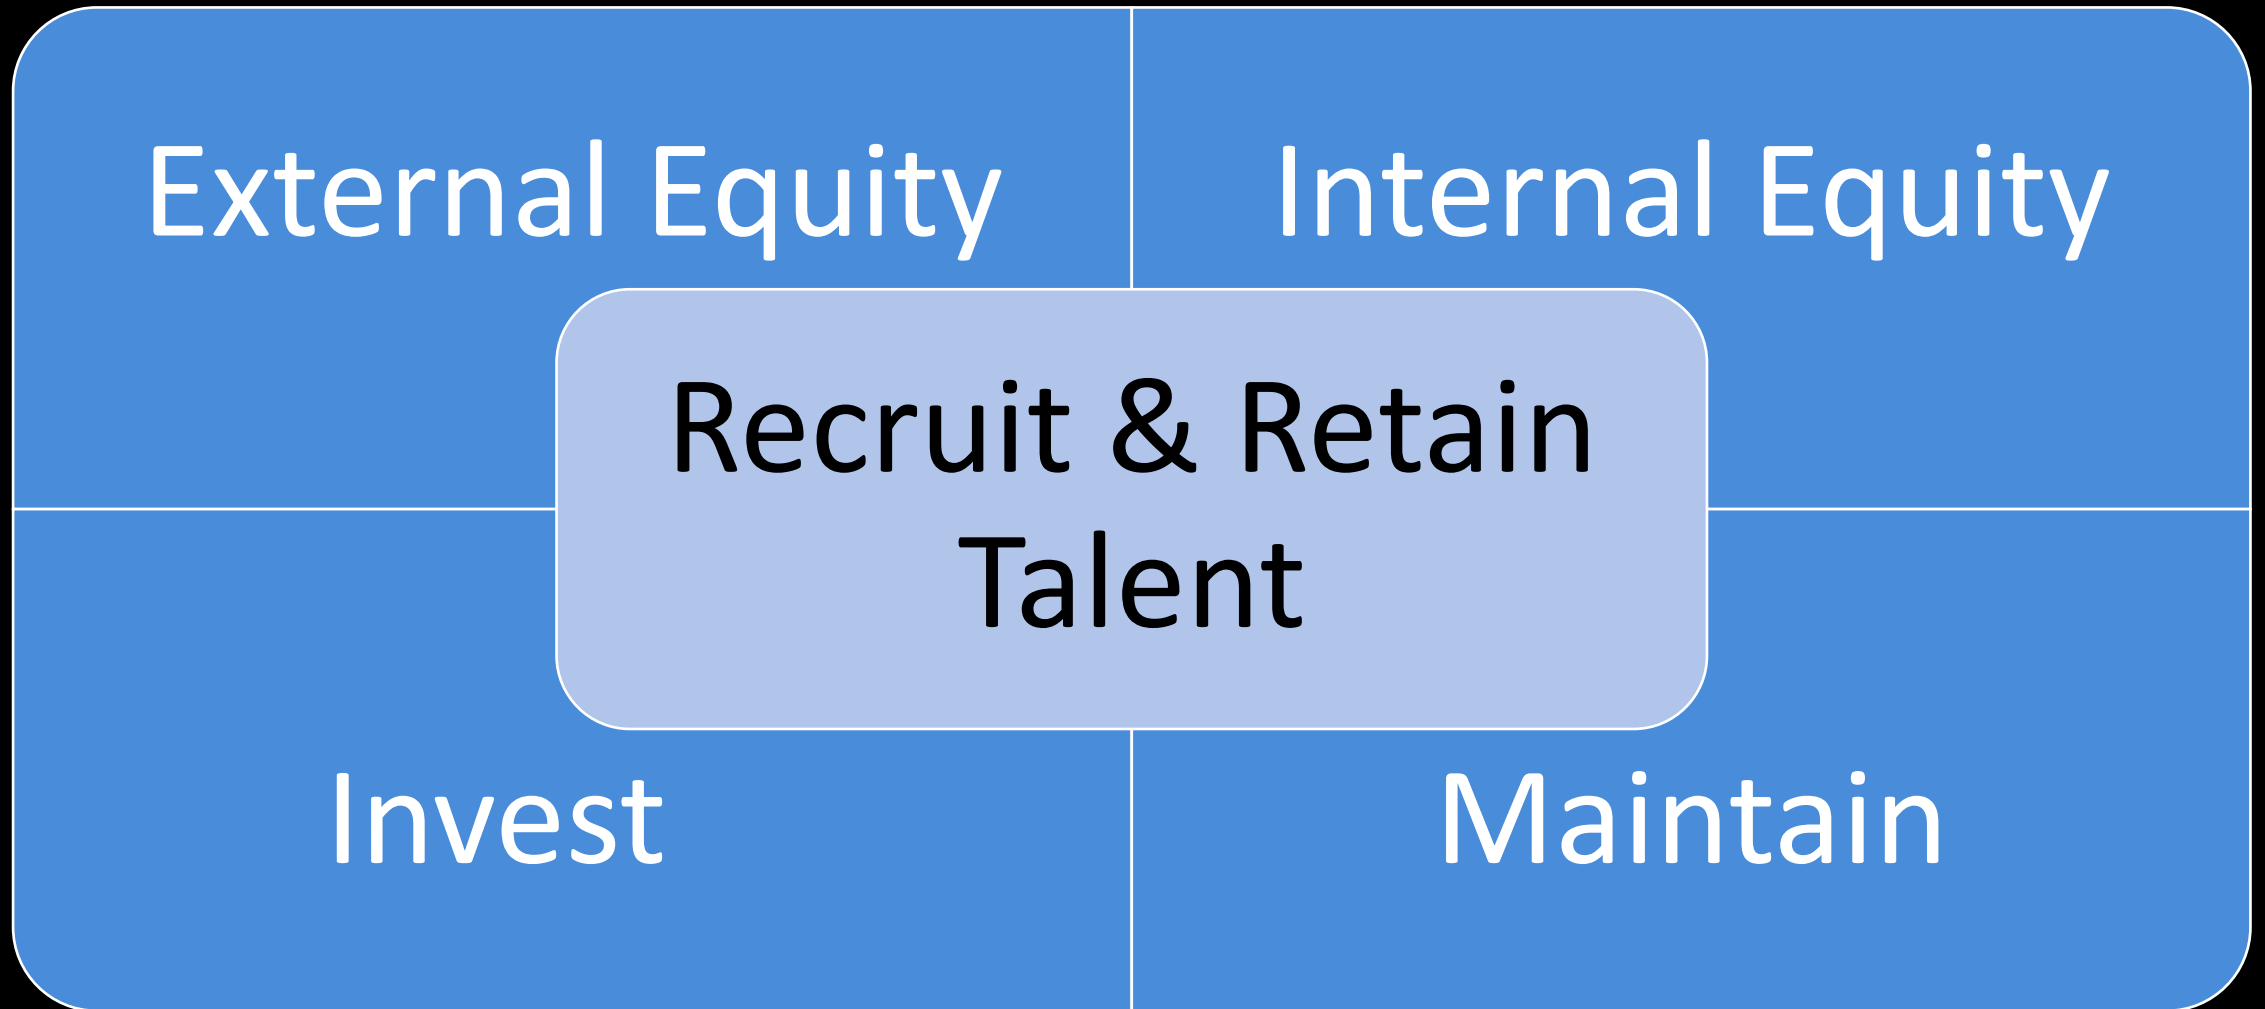 External Equity
Internal Equity
Recruit & Retain
Talent
Invest
Maintain